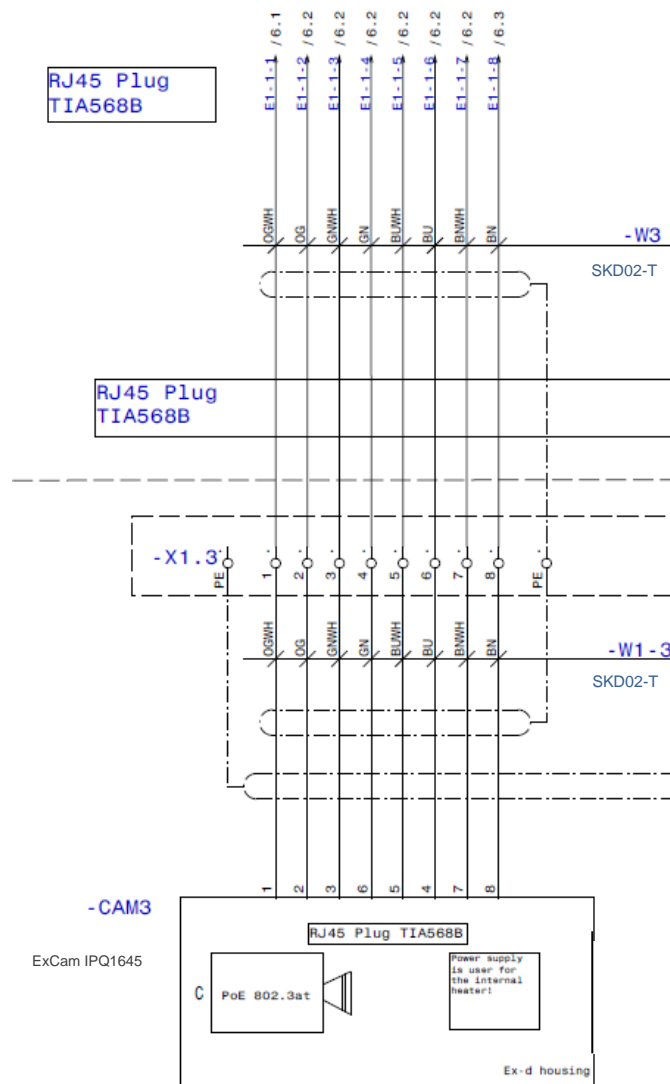 /6.1 /6.2 /6.2 /6.2 /6.2 /6.2 /6.2 /6.3
E1-1-1 E1-1-2 E1-1-3 E1-1-4 E1-1-5 E1-1-6 E1-1-7 E1-1-8
RJ45 Plug
TIA568B
OGWH OG GNWH GN BUWH BU BNWH BN
-W3
SKD02-T
RJ45 Plug
TIA568B
-X1.3
PE 1 2 3 4 5 6 7 8 PE
OGWH OG GNWH GN BUWH BU BNWH BN
-W1-3
SKD02-T
1 2 3 6 5 4 7 8
-CAM3
RJ45 Plug TIA568B
ExCam IPQ1645
C
PoE 802.3at
Power supply
is user for
the internal
heater!
Ex-d housing